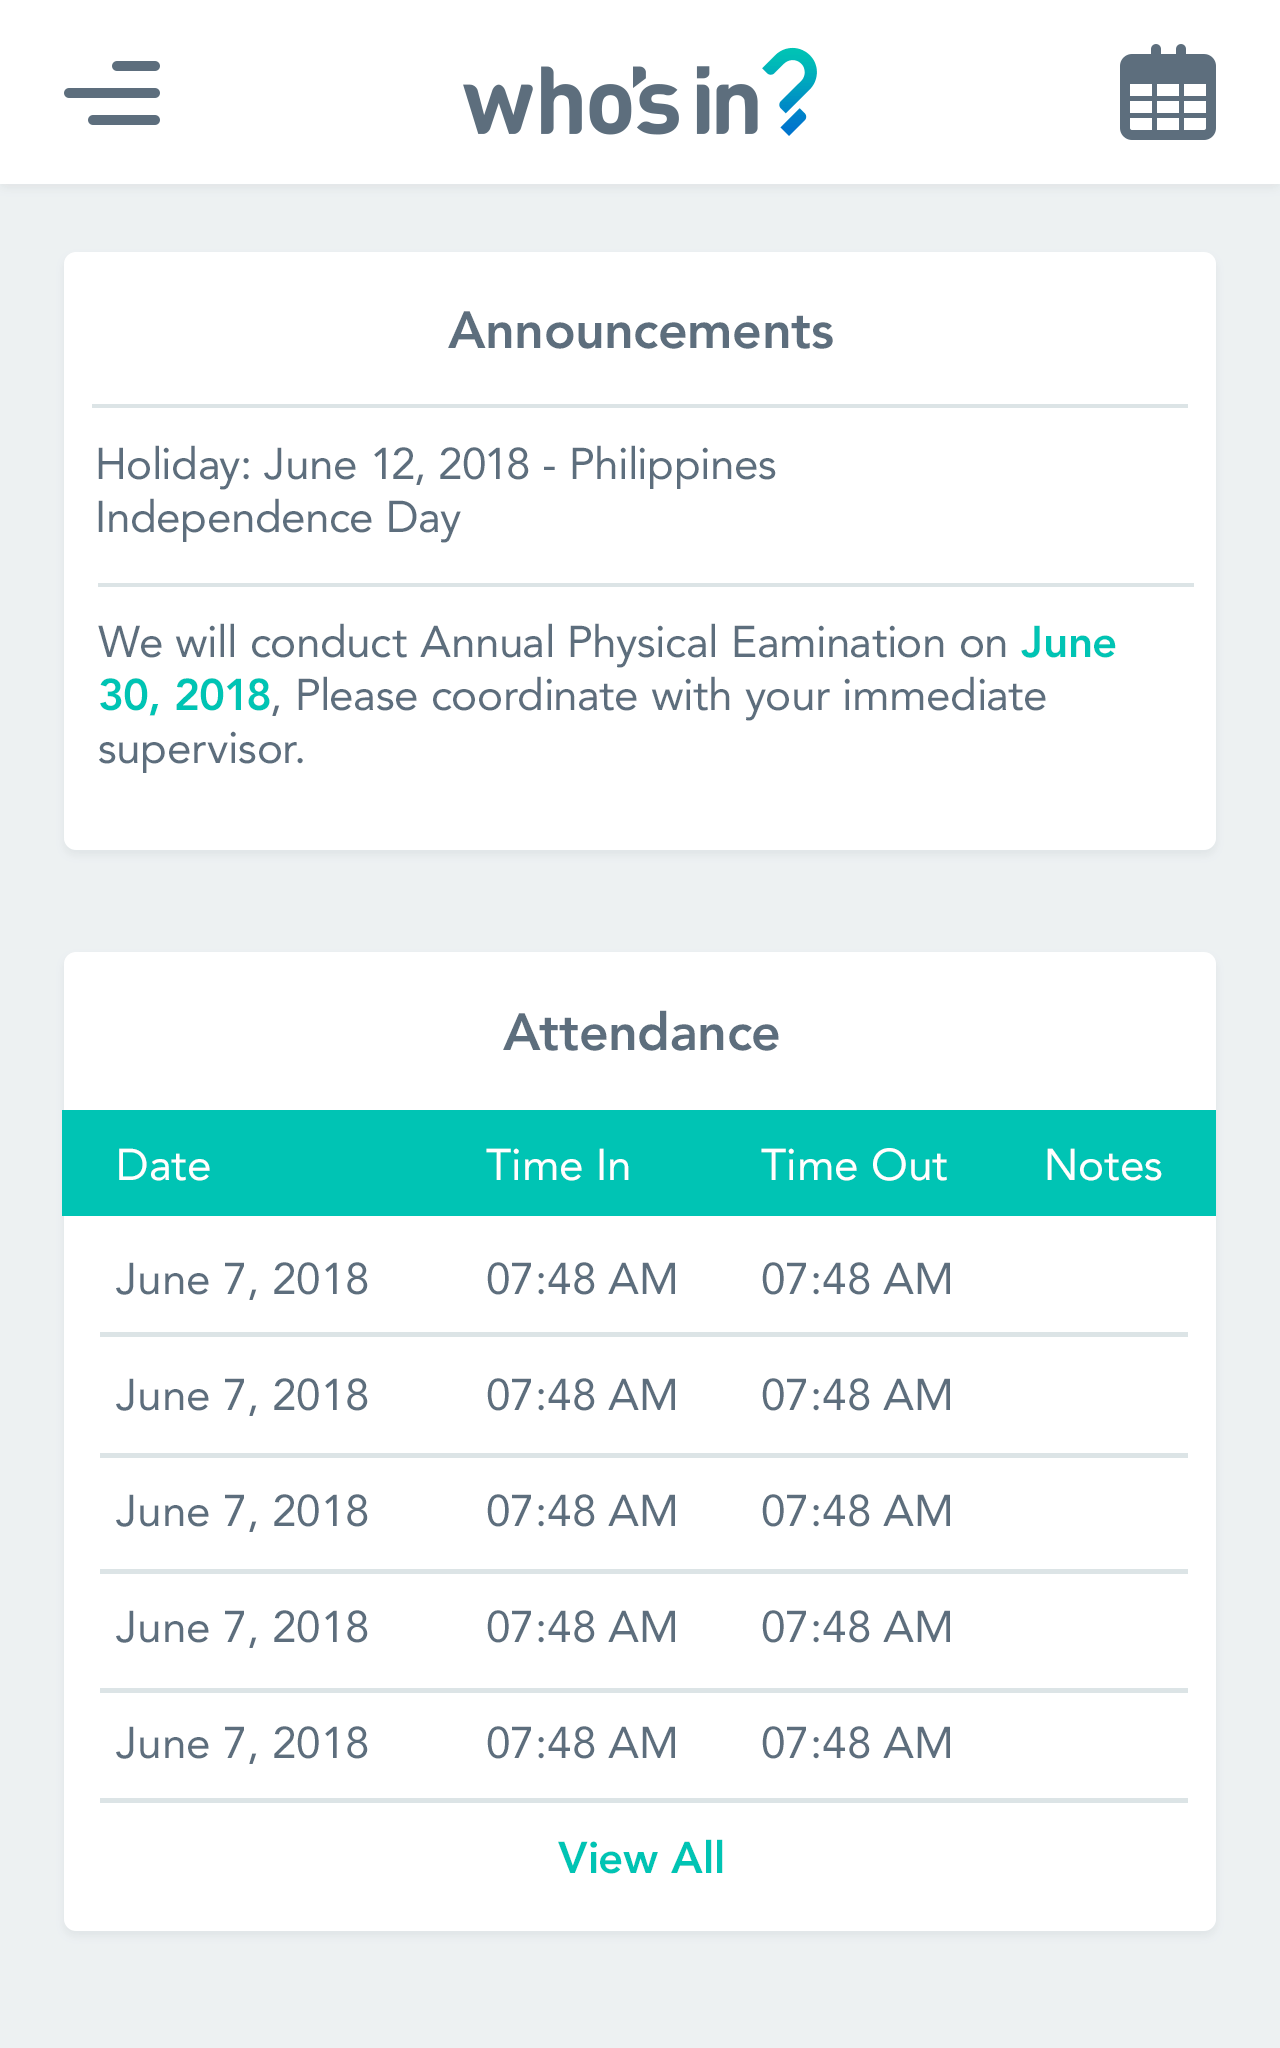 who's in?
Announcements
Holiday: June 12, 2018 - Philippines
Independence Day
We will conduct Annual Physical Eamination on June
30, 2018, Please coordinate with your immediate
supervisor.
Attendance
Date Time In Time Out Notes
June 7, 2018 07:48 AM 07:48 AM
June 7, 2018 07:48 AM 07:48 AM
June 7, 2018 07:48 AM 07:48 AM
June 7, 2018 07:48 AM 07:48 AM
June 7, 2018 07:48 AM 07:48 AM
View All